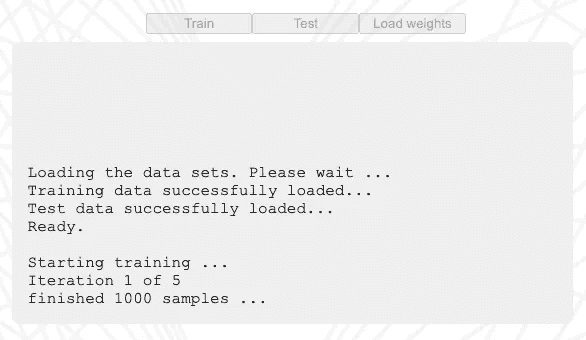 Train Test Load weights
Loading the data sets. Please wait ...
Training data successfully loaded...
Test data successfully loaded...
Ready.
Starting training ...
Iteration 1 of 5
finished 1000 samples ...